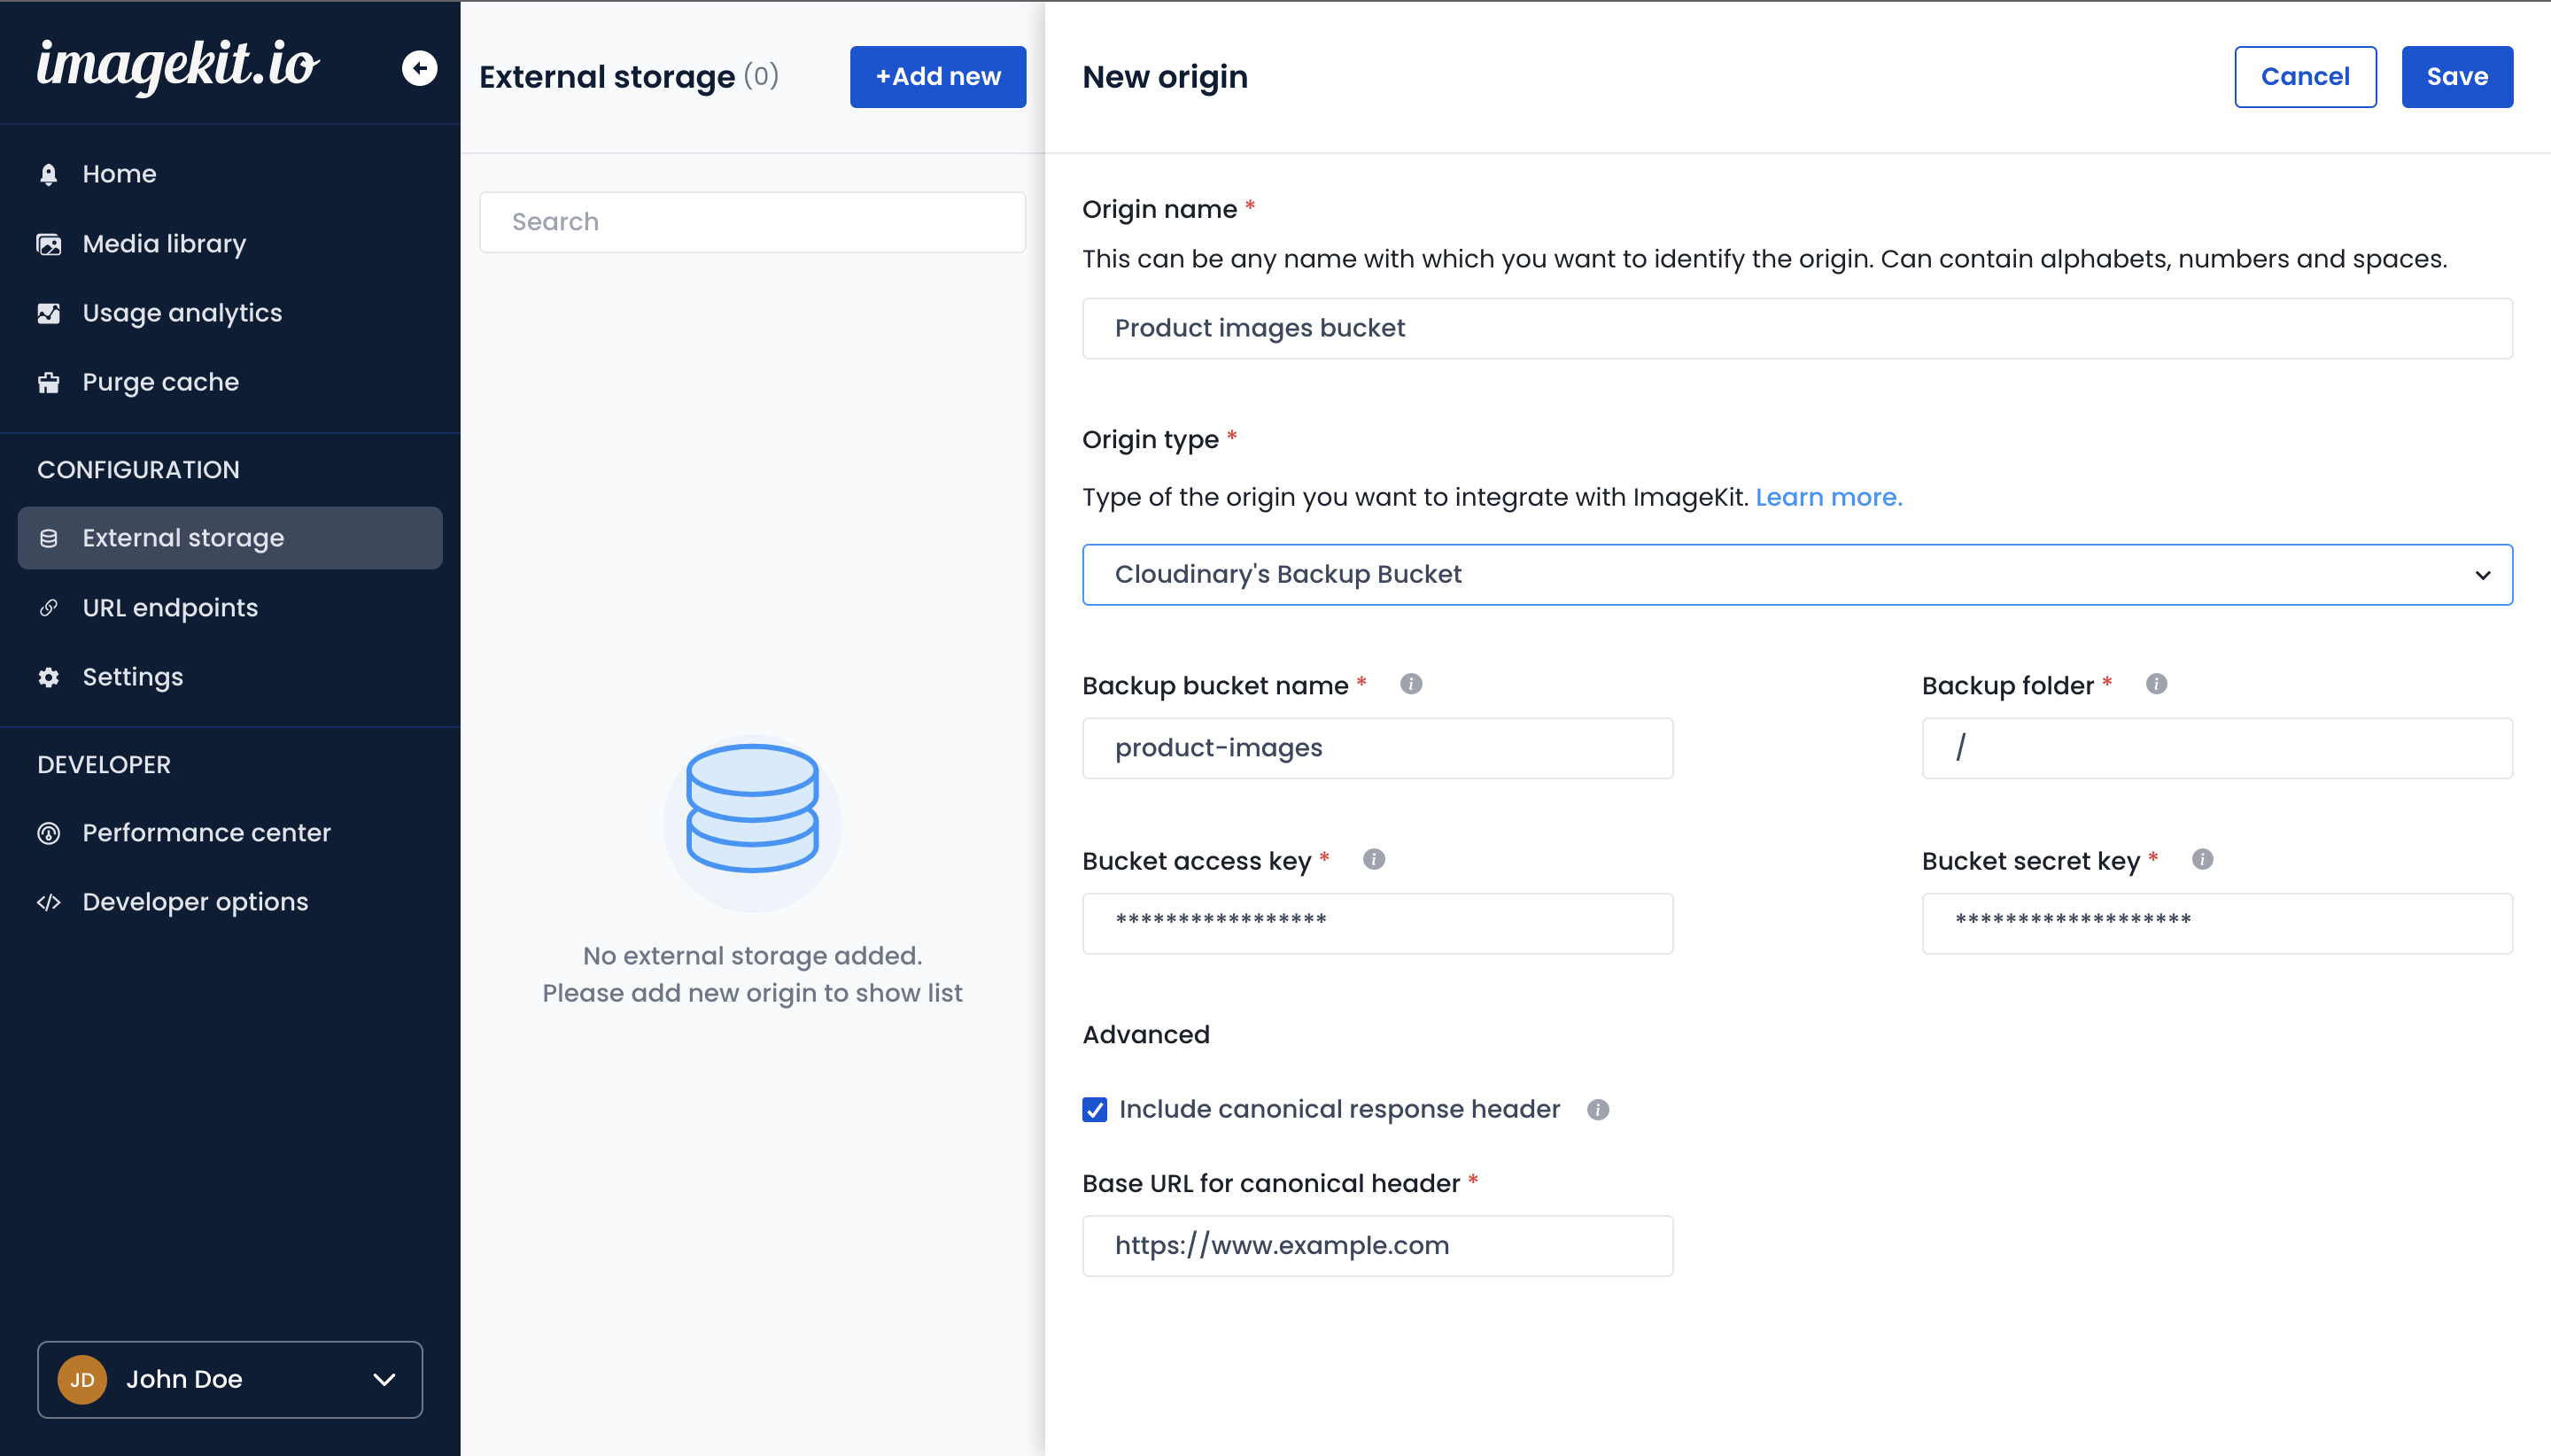 imagekit.io
Home
Media library
Usage analytics
Purge cache
CONFIGURATION
External storage
URL endpoints
Settings
DEVELOPER
Performance center
Developer options
JD John Doe
External storage (0) +Add new
Search
No external storage added.
Please add new origin to show list
New origin Cancel Save
Origin name *
This can be any name with which you want to identify the origin. Can contain alphabets, numbers and spaces.
Product images bucket
Origin type *
Type of the origin you want to integrate with ImageKit. Learn more.
Cloudinary's Backup Bucket
Backup bucket name * i Backup folder * i
product-images /
Bucket access key * i Bucket secret key * i
***************** *******************
Advanced
Include canonical response header i
Base URL for canonical header *
https://www.example.com